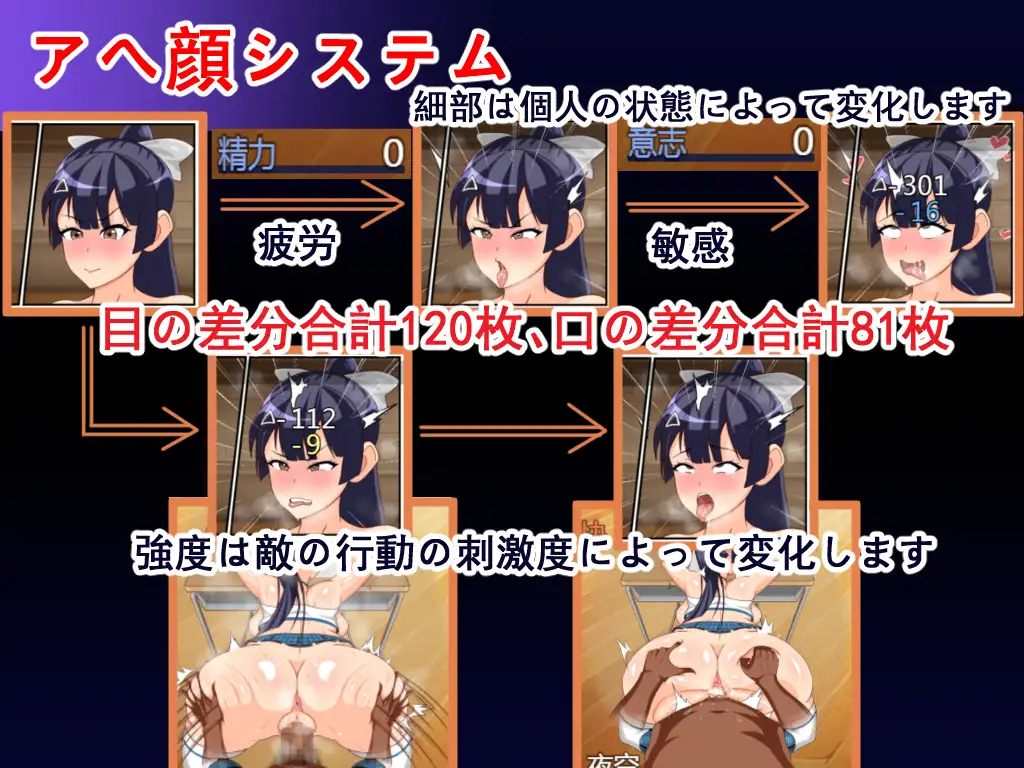 アヘ顔システム
細部は個人の状態によって変化します
精力 0
意志 0
-301
-16
疲労
敏感
目の差分合計120枚、口の差分合計81枚
-112
-9
強度は敵の行動の刺激度によって変化します